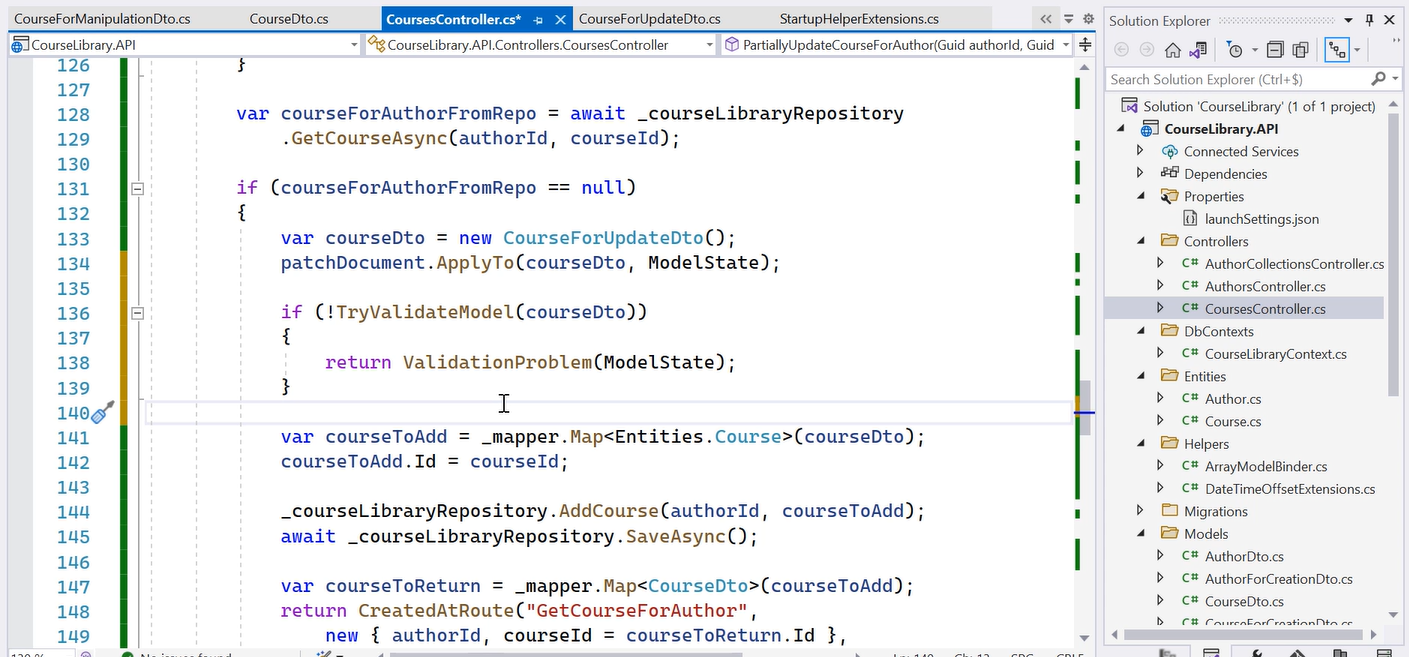 CourseForManipulationDto.cs CourseDto.cs CoursesController.cs* CourseForUpdateDto.cs StartupHelperExtensions.cs
CourseLibrary.API CourseLibrary.API.Controllers.CoursesController PartiallyUpdateCourseForAuthor(Guid authorId, Guid
126 }
127
128 var courseForAuthorFromRepo = await _courseLibraryRepository
129 .GetCourseAsync(authorId, courseId);
130
131 if (courseForAuthorFromRepo == null)
132 {
133 var courseDto = new CourseForUpdateDto();
134 patchDocument.ApplyTo(courseDto, ModelState);
135
136 if (!TryValidateModel(courseDto))
137 {
138 return ValidationProblem(ModelState);
139 }
140
141 var courseToAdd = _mapper.Map<Entities.Course>(courseDto);
142 courseToAdd.Id = courseId;
143
144 _courseLibraryRepository.AddCourse(authorId, courseToAdd);
145 await _courseLibraryRepository.SaveAsync();
146
147 var courseToReturn = _mapper.Map<CourseDto>(courseToAdd);
148 return CreatedAtRoute("GetCourseForAuthor",
149 new { authorId, courseId = courseToReturn.Id },
Solution Explorer
Search Solution Explorer (Ctrl+$)
Solution 'CourseLibrary' (1 of 1 project)
CourseLibrary.API
Connected Services
Dependencies
Properties
launchSettings.json
Controllers
C# AuthorCollectionsController.cs
C# AuthorsController.cs
C# CoursesController.cs
DbContexts
C# CourseLibraryContext.cs
Entities
C# Author.cs
C# Course.cs
Helpers
C# ArrayModelBinder.cs
C# DateTimeOffsetExtensions.cs
Migrations
Models
C# AuthorDto.cs
C# AuthorForCreationDto.cs
C# CourseDto.cs
C# CourseForCreationDto.cs